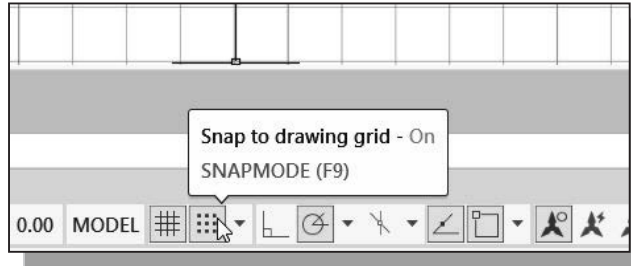 Snap to drawing grid - On
SNAPMODE (F9)
0.00 MODEL